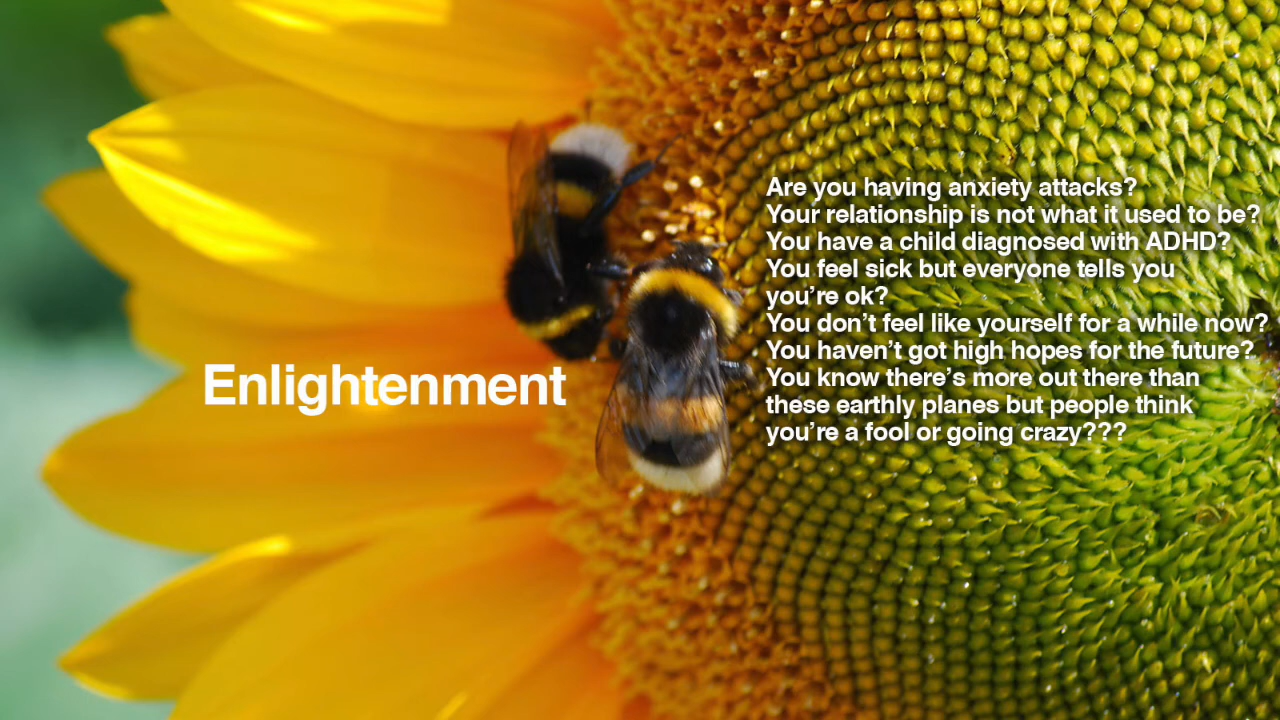 Enlightenment
Are you having anxiety attacks?
Your relationship is not what it used to be?
You have a child diagnosed with ADHD?
You feel sick but everyone tells you
you’re ok?
You don’t feel like yourself for a while now?
You haven’t got high hopes for the future?
You know there’s more out there than
these earthly planes but people think
you’re a fool or going crazy???